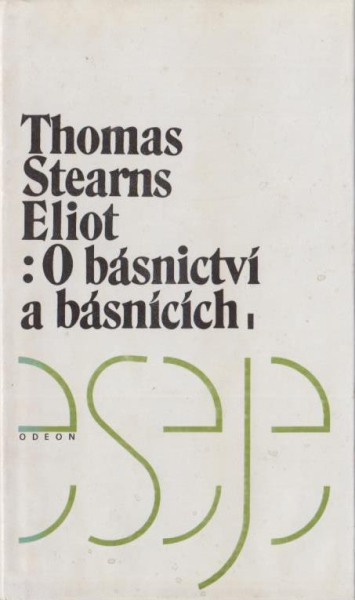 Thomas
Stearns
Eliot
: O básnictví
a básnících
eseje
ODEON